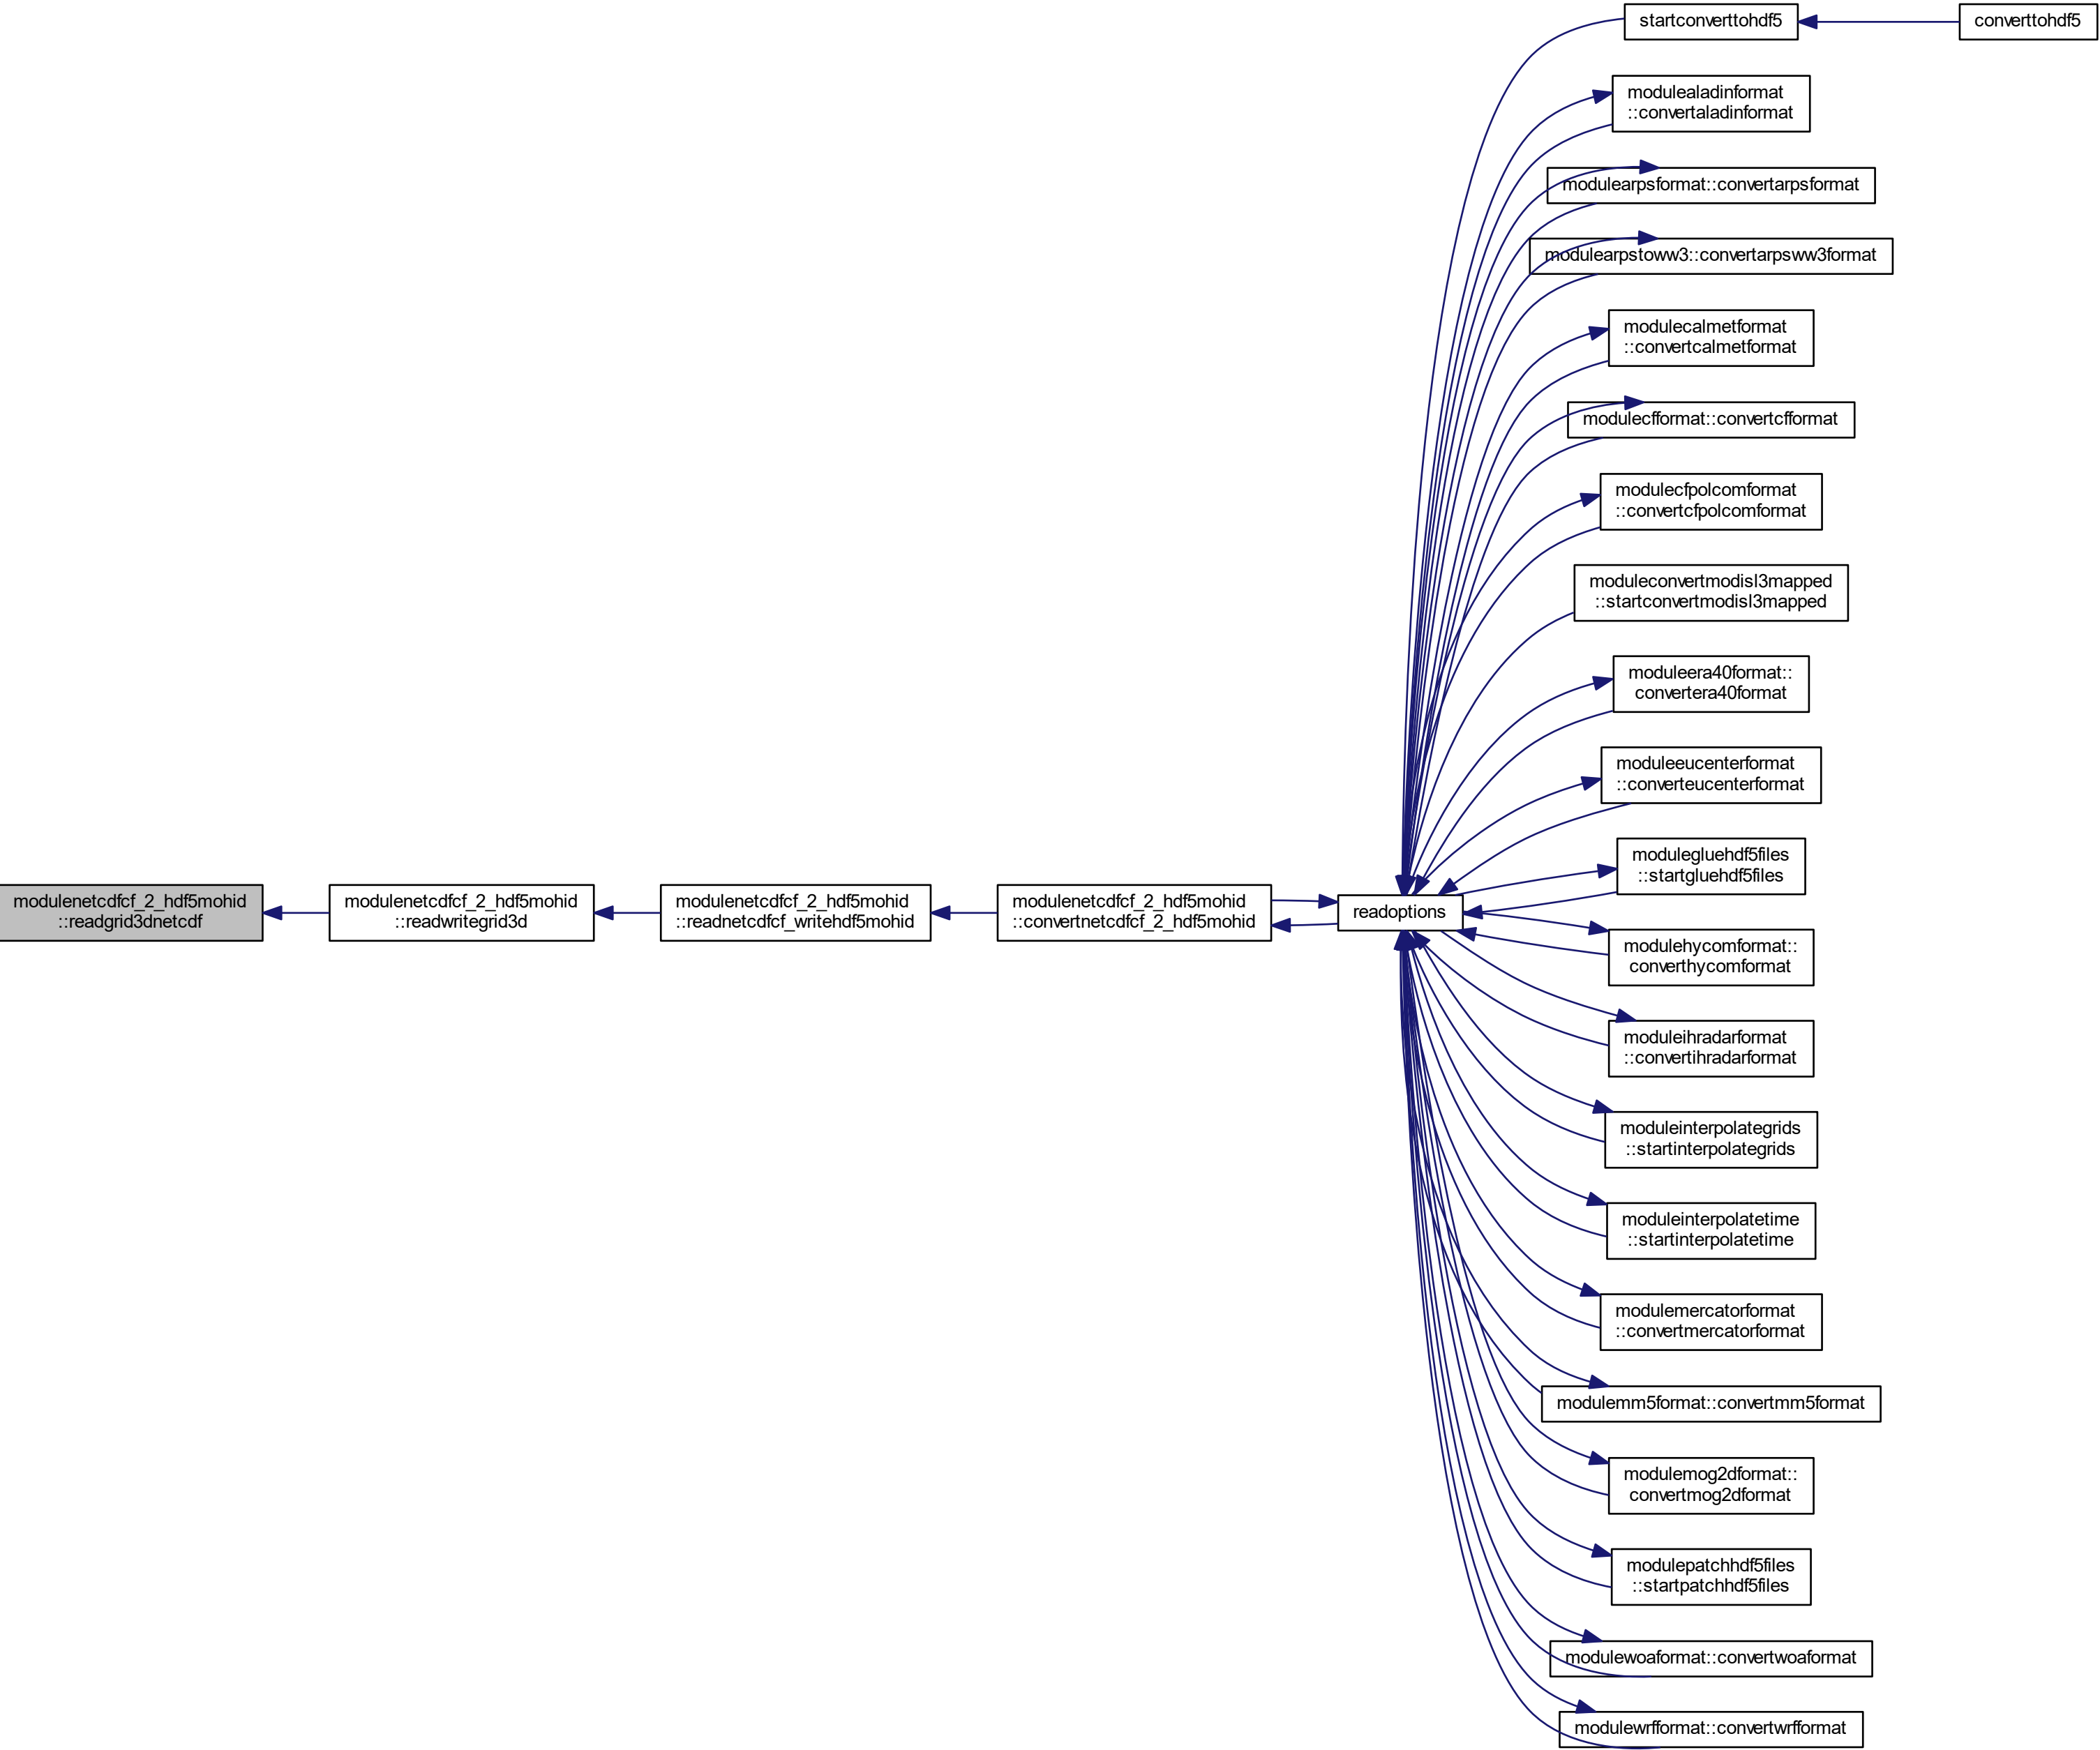 startconverttohdf5
converttohdf5
modulealadinformat
::convertaladinformat
modulearpsformat::convertarpsformat
modulearpstoww3::convertarpsww3format
modulecalmetformat
::convertcalmetformat
modulecfformat::convertcfformat
modulecfpolcomformat
::convertcfpolcomformat
moduleconvertmodisl3mapped
::startconvertmodisl3mapped
moduleera40format::
convertera40format
moduleeucenterformat
::converteucenterformat
modulegluehdf5files
::startgluehdf5files
modulenetcdfcf_2_hdf5mohid
::readgrid3dnetcdf
modulenetcdfcf_2_hdf5mohid
::readwritegrid3d
modulenetcdfcf_2_hdf5mohid
::readnetcdfcf_writehdf5mohid
modulenetcdfcf_2_hdf5mohid
::convertnetcdfcf_2_hdf5mohid
readoptions
modulehycomformat::
converthycomformat
moduleihradarformat
::convertihradarformat
moduleinterpolategrids
::startinterpolategrids
moduleinterpolatetime
::startinterpolatetime
modulemercatorformat
::convertmercatorformat
modulemm5format::convertmm5format
modulemog2dformat::
convertmog2dformat
modulepatchhdf5files
::startpatchhdf5files
modulewoaformat::convertwoaformat
modulewrfformat::convertwrfformat